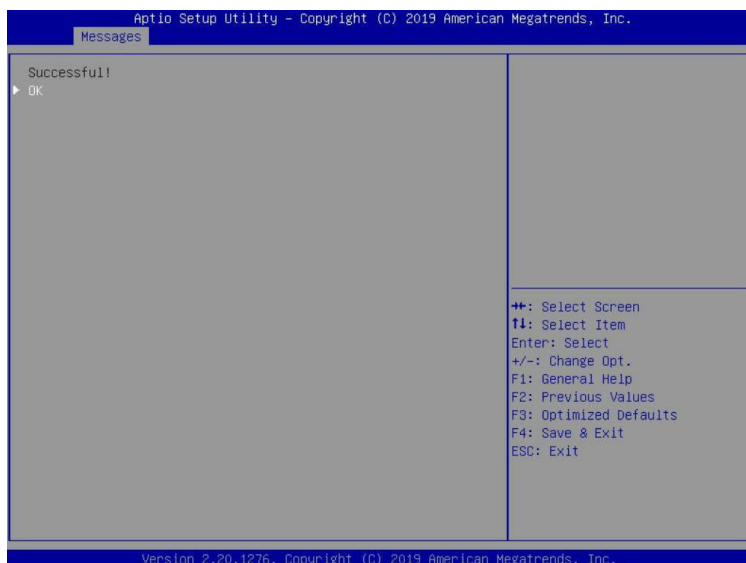 Aptio Setup Utility – Copyright (C) 2019 American Megatrends, Inc.
Messages
Successful!
OK
→←: Select Screen
↑↓: Select Item
Enter: Select
+/-: Change Opt.
F1: General Help
F2: Previous Values
F3: Optimized Defaults
F4: Save & Exit
ESC: Exit
Version 2.20.1276. Copyright (C) 2019 American Megatrends, Inc.